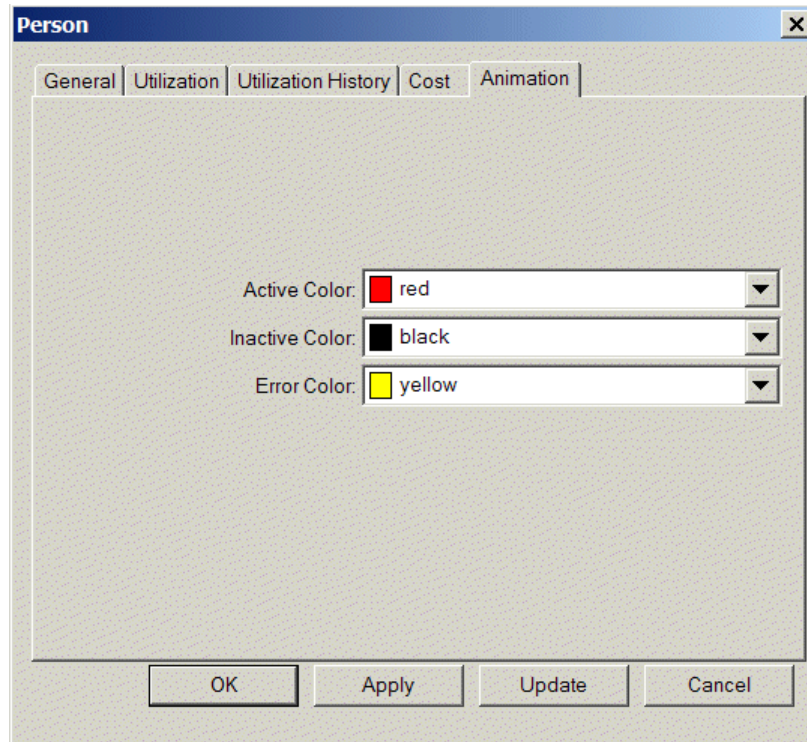 Person
General Utilization Utilization History Cost Animation
Active Color: red
Inactive Color: black
Error Color: yellow
OK Apply Update Cancel